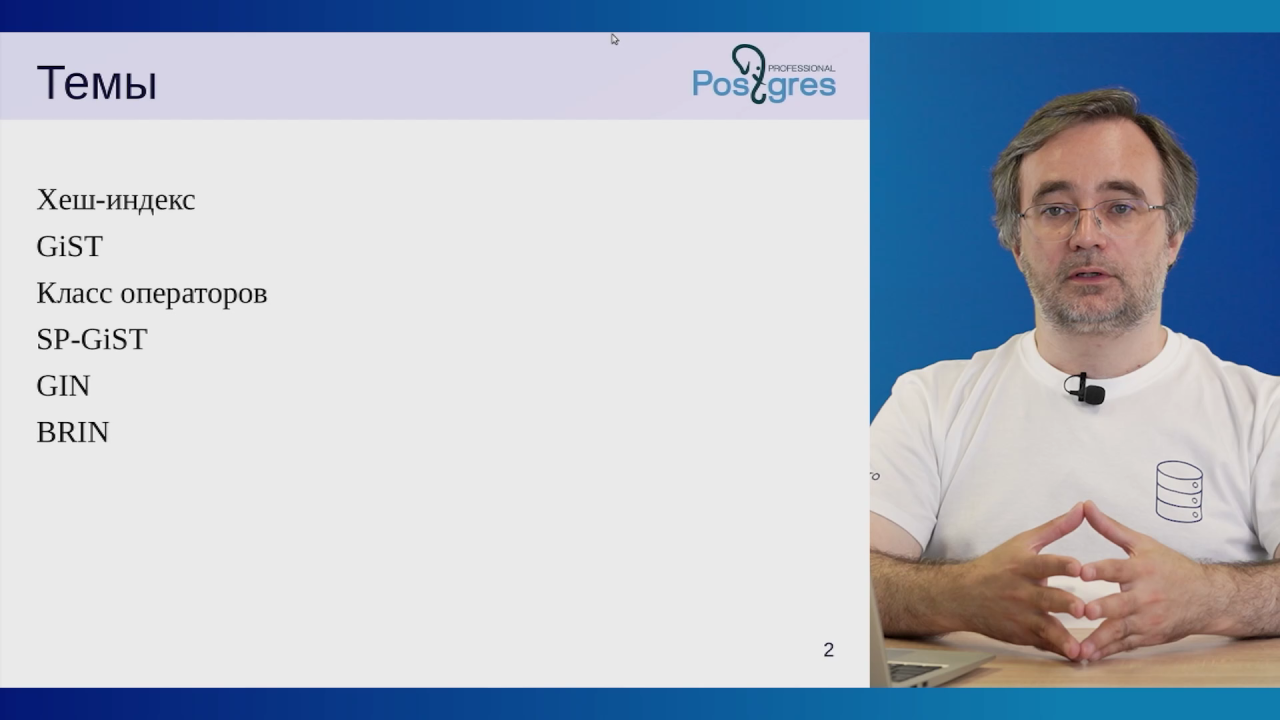 Темы
PROFESSIONAL
Postgres
Хеш-индекс
GiST
Класс операторов
SP-GiST
GIN
BRIN
2